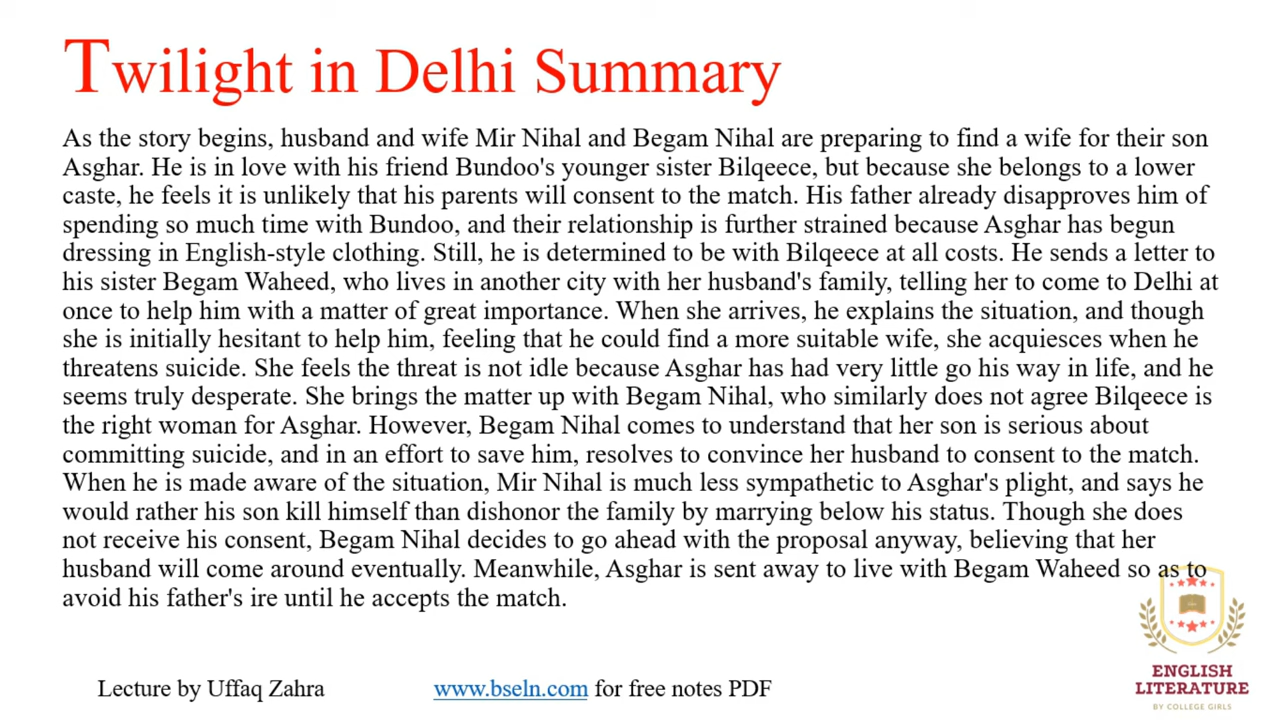 Twilight in Delhi Summary
As the story begins, husband and wife Mir Nihal and Begam Nihal are preparing to find a wife for their son
Asghar. He is in love with his friend Bundoo's younger sister Bilqeece, but because she belongs to a lower
caste, he feels it is unlikely that his parents will consent to the match. His father already disapproves him of
spending so much time with Bundoo, and their relationship is further strained because Asghar has begun
dressing in English-style clothing. Still, he is determined to be with Bilqeece at all costs. He sends a letter to
his sister Begam Waheed, who lives in another city with her husband's family, telling her to come to Delhi at
once to help him with a matter of great importance. When she arrives, he explains the situation, and though
she is initially hesitant to help him, feeling that he could find a more suitable wife, she acquiesces when he
threatens suicide. She feels the threat is not idle because Asghar has had very little go his way in life, and he
seems truly desperate. She brings the matter up with Begam Nihal, who similarly does not agree Bilqeece is
the right woman for Asghar. However, Begam Nihal comes to understand that her son is serious about
committing suicide, and in an effort to save him, resolves to convince her husband to consent to the match.
When he is made aware of the situation, Mir Nihal is much less sympathetic to Asghar's plight, and says he
would rather his son kill himself than dishonor the family by marrying below his status. Though she does
not receive his consent, Begam Nihal decides to go ahead with the proposal anyway, believing that her
husband will come around eventually. Meanwhile, Asghar is sent away to live with Begam Waheed so as to
avoid his father's ire until he accepts the match.
Lecture by Uffaq Zahra
www.bseln.com for free notes PDF
ENGLISH
LITERATURE
BY COLLEGE GIRLS